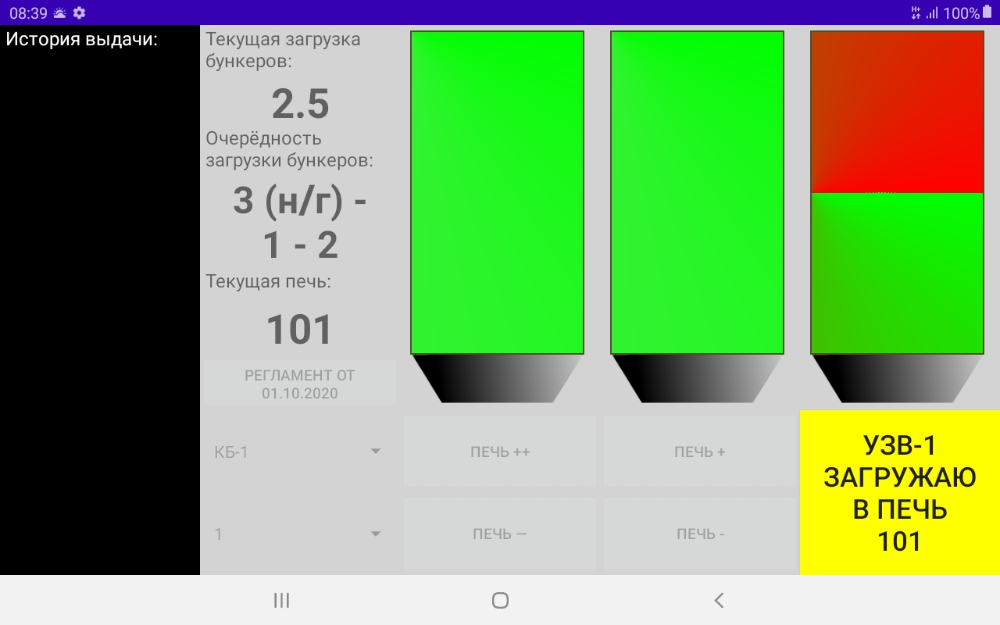 08:39
100%
История выдачи:
Текущая загрузка
бункеров:
2.5
Очерёдность
загрузки бункеров:
3 (н/г) -
1 - 2
Текущая печь:
101
РЕГЛАМЕНТ ОТ
01.10.2020
КБ-1
ПЕЧЬ ++
ПЕЧЬ +
1
ПЕЧЬ —
ПЕЧЬ -
УЗВ-1
ЗАГРУЖАЮ
В ПЕЧЬ
101